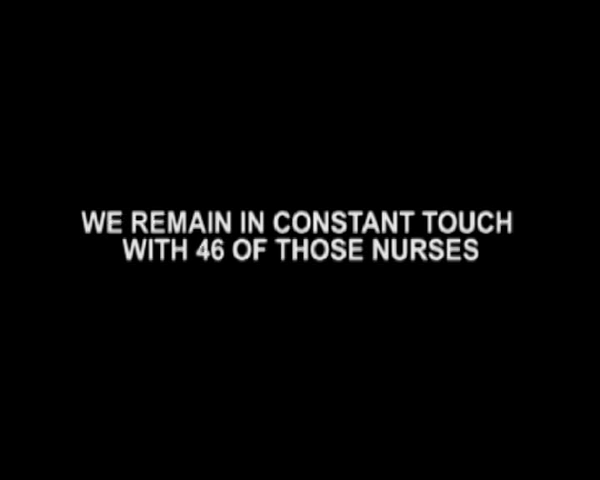 WE REMAIN IN CONSTANT TOUCH
WITH 46 OF THOSE NURSES